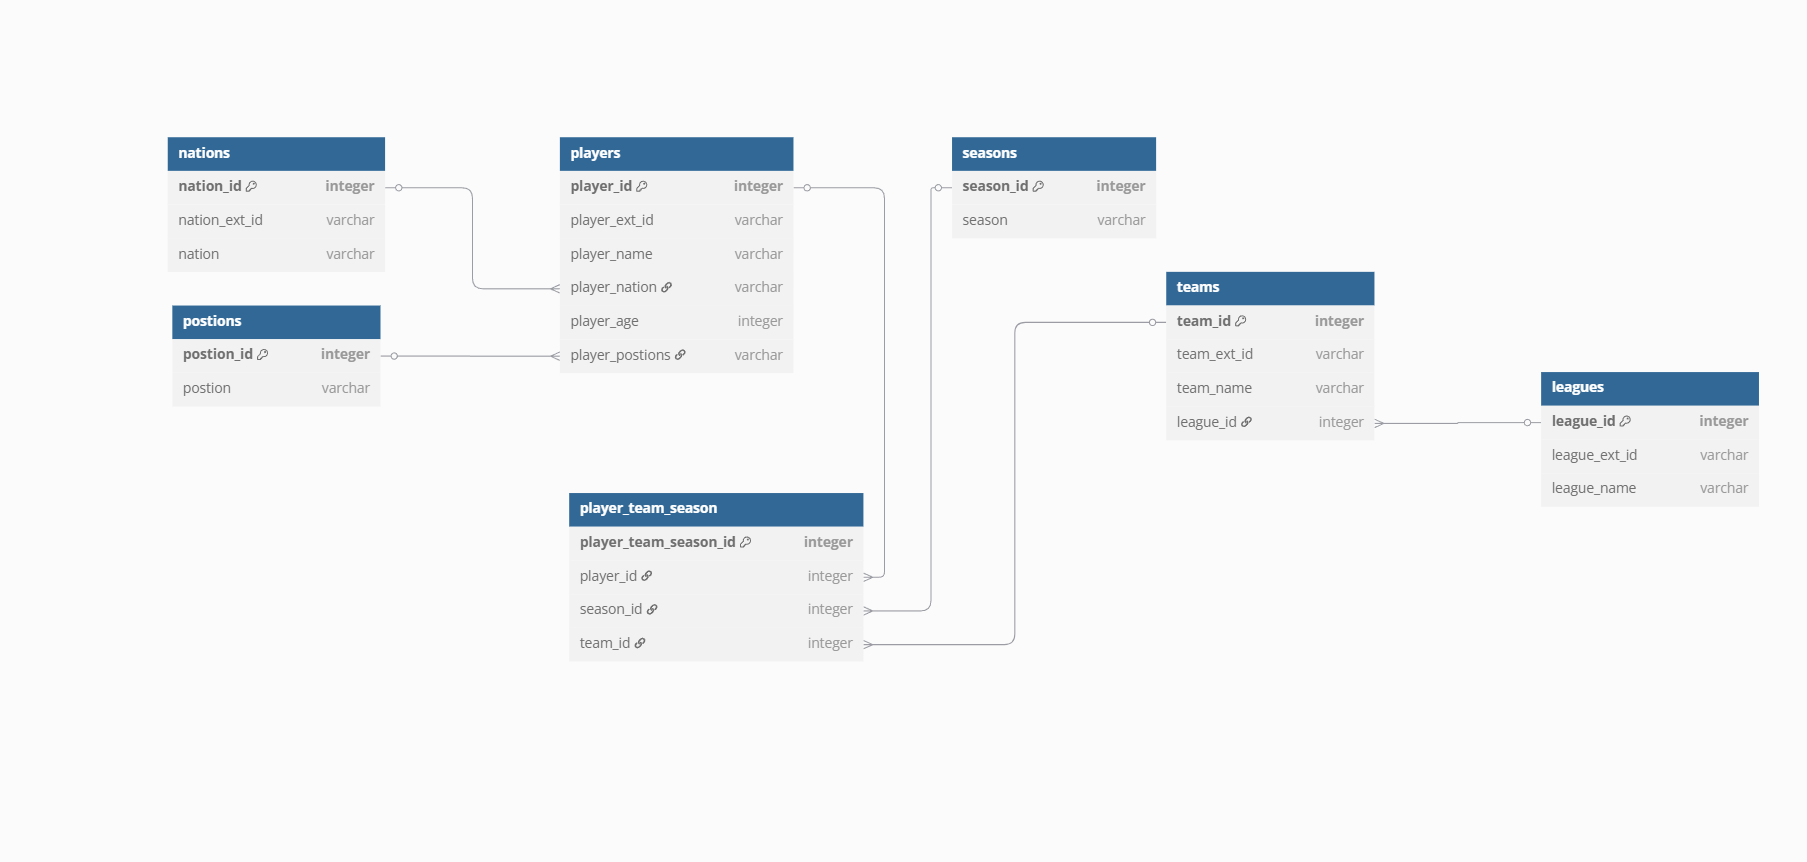 nations
nation_id integer
nation_ext_id varchar
nation varchar
postions
postion_id integer
postion varchar
players
player_id integer
player_ext_id varchar
player_name varchar
player_nation varchar
player_age integer
player_postions varchar
seasons
season_id integer
season varchar
teams
team_id integer
team_ext_id varchar
team_name varchar
league_id integer
leagues
league_id integer
league_ext_id varchar
league_name varchar
player_team_season
player_team_season_id integer
player_id integer
season_id integer
team_id integer